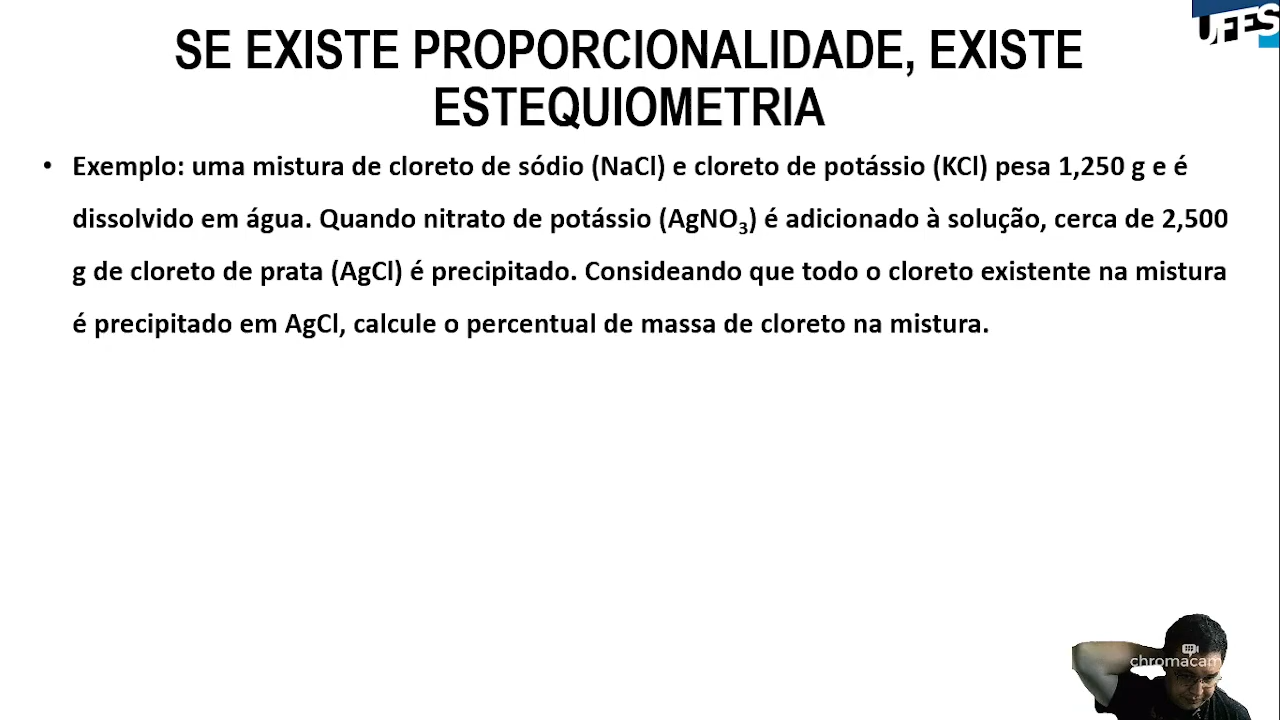 UFES
SE EXISTE PROPORCIONALIDADE, EXISTE
ESTEQUIOMETRIA
• Exemplo: uma mistura de cloreto de sódio (NaCl) e cloreto de potássio (KCl) pesa 1,250 g e é
dissolvido em água. Quando nitrato de potássio (AgNO₃) é adicionado à solução, cerca de 2,500
g de cloreto de prata (AgCl) é precipitado. Consideando que todo o cloreto existente na mistura
é precipitado em AgCl, calcule o percentual de massa de cloreto na mistura.
chromacam